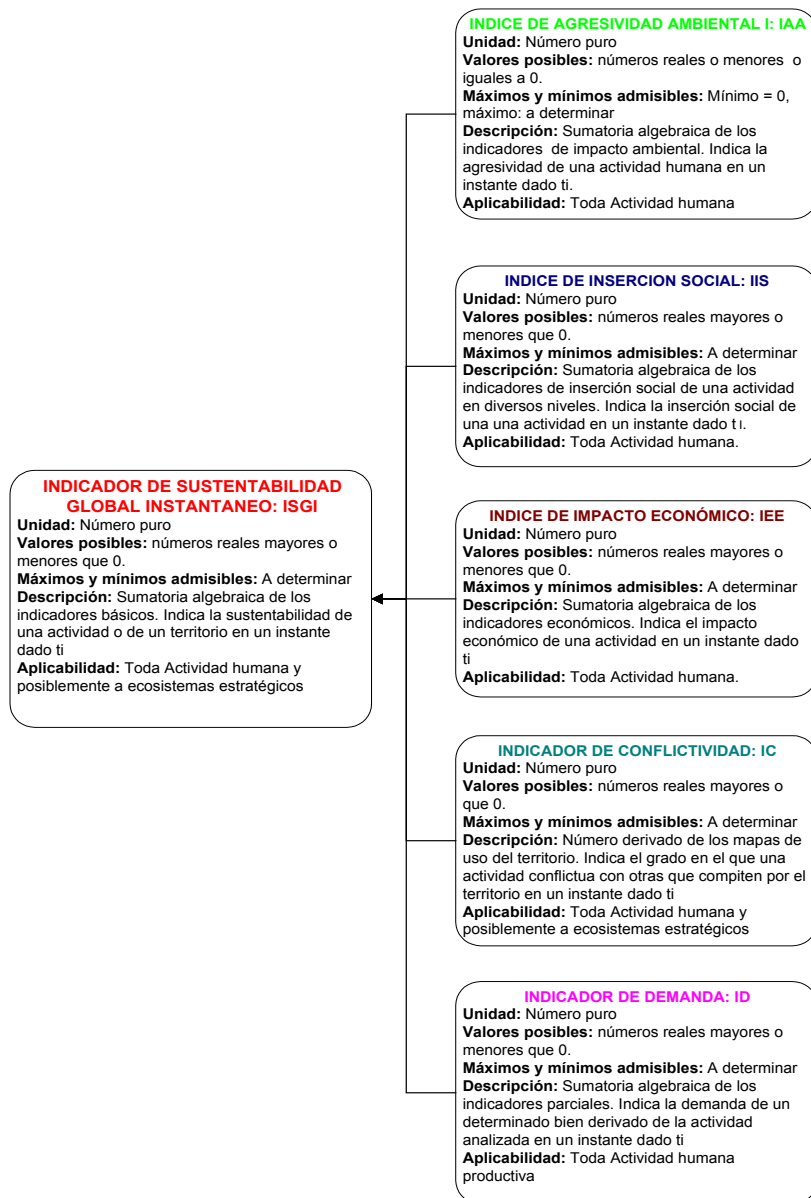 INDICE DE AGRESIVIDAD AMBIENTAL I: IAA
Unidad: Número puro
Valores posibles: números reales o menores o
iguales a 0.
Máximos y mínimos admisibles: Mínimo = 0,
máximo: a determinar
Descripción: Sumatoria algebraica de los
indicadores de impacto ambiental. Indica la
agresividad de una actividad humana en un
instante dado ti.
Aplicabilidad: Toda Actividad humana
INDICE DE INSERCION SOCIAL: IIS
Unidad: Número puro
Valores posibles: números reales mayores o
menores que 0.
Máximos y mínimos admisibles: A determinar
Descripción: Sumatoria algebraica de los
indicadores de inserción social de una actividad
en diversos niveles. Indica la inserción social de
una una actividad en un instante dado tI.
Aplicabilidad: Toda Actividad humana.
INDICADOR DE SUSTENTABILIDAD
GLOBAL INSTANTANEO: ISGI
Unidad: Número puro
Valores posibles: números reales mayores o
menores que 0.
Máximos y mínimos admisibles: A determinar
Descripción: Sumatoria algebraica de los
indicadores básicos. Indica la sustentabilidad de
una actividad o de un territorio en un instante
dado ti
Aplicabilidad: Toda Actividad humana y
posiblemente a ecosistemas estratégicos
INDICE DE IMPACTO ECONÓMICO: IEE
Unidad: Número puro
Valores posibles: números reales mayores o
menores que 0.
Máximos y mínimos admisibles: A determinar
Descripción: Sumatoria algebraica de los
indicadores económicos. Indica el impacto
económico de una actividad en un instante dado
ti
Aplicabilidad: Toda Actividad humana.
INDICADOR DE CONFLICTIVIDAD: IC
Unidad: Número puro
Valores posibles: números reales mayores o
que 0.
Máximos y mínimos admisibles: A determinar
Descripción: Número derivado de los mapas de
uso del territorio. Indica el grado en el que una
actividad conflictua con otras que compiten por el
territorio en un instante dado ti
Aplicabilidad: Toda Actividad humana y
posiblemente a ecosistemas estratégicos
INDICADOR DE DEMANDA: ID
Unidad: Número puro
Valores posibles: números reales mayores o
menores que 0.
Máximos y mínimos admisibles: A determinar
Descripción: Sumatoria algebraica de los
indicadores parciales. Indica la demanda de un
determinado bien derivado de la actividad
analizada en un instante dado ti
Aplicabilidad: Toda Actividad humana
productiva